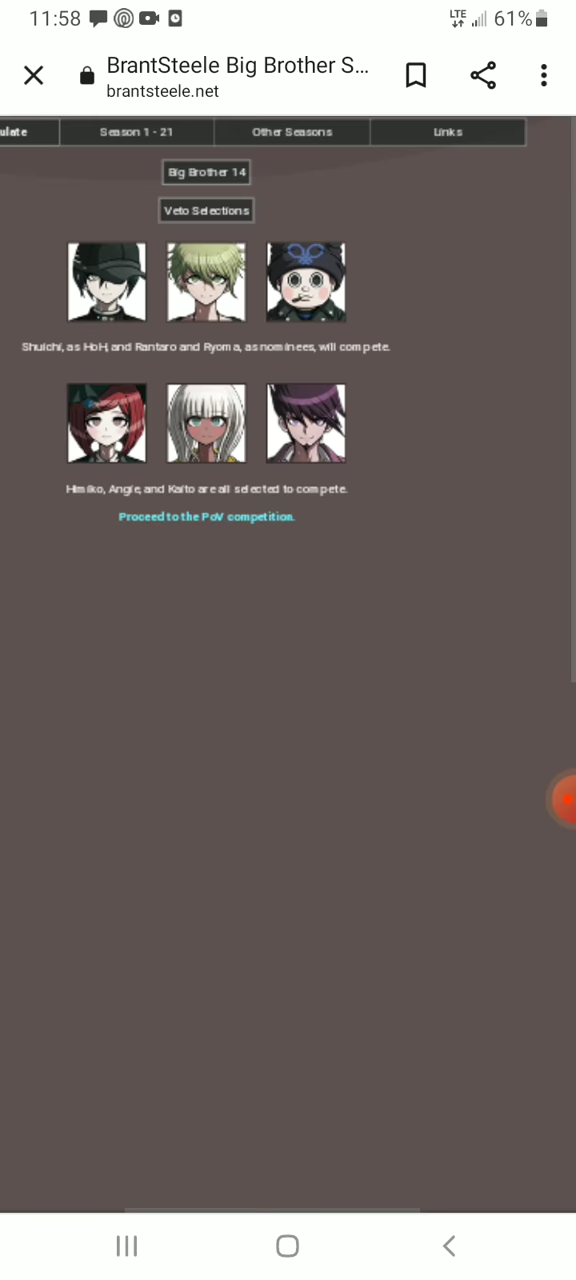 11:58
LTE
61%
BrantSteele Big Brother S...
brantsteele.net
ulate
Season 1 - 21
Other Seasons
Links
Big Brother 14
Veto Selections
Shuichi, as HoH, and Rantaro and Ryoma, as nominees, will compete.
Himiko, Angie, and Kaito are all selected to compete.
Proceed to the PoV competition.